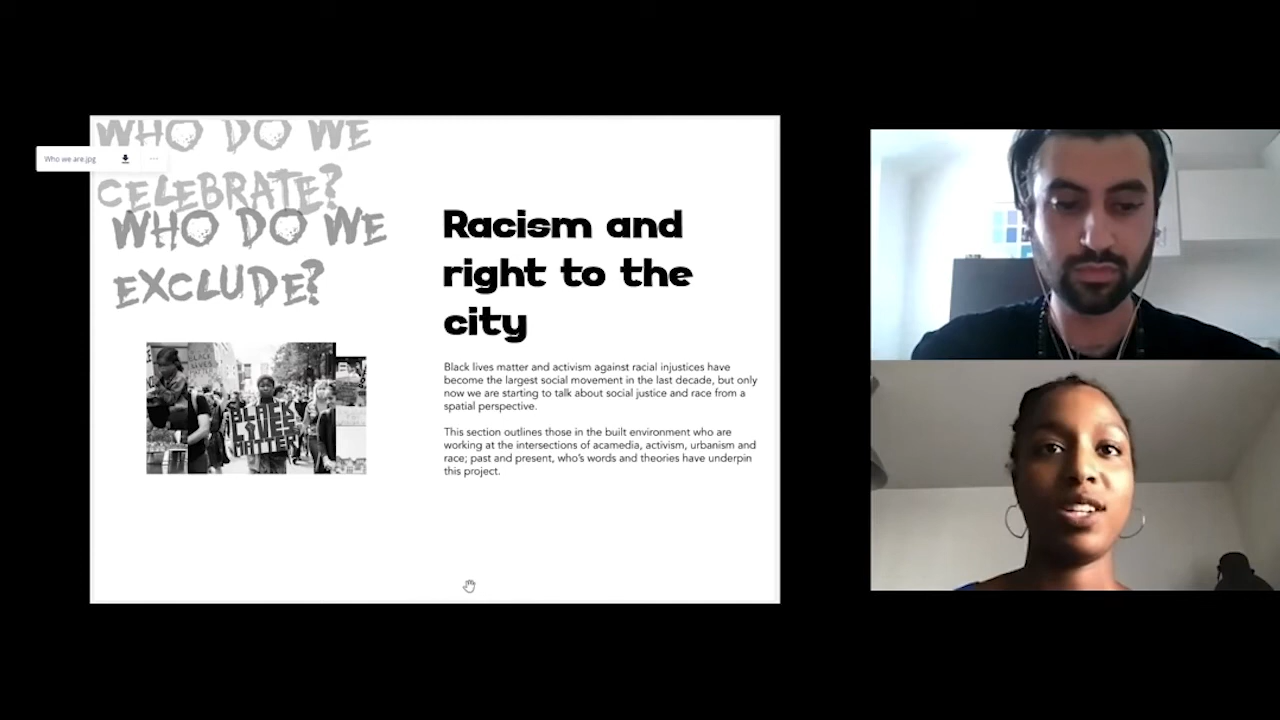 WHO DO WE
CELEBRATE?
Who we are.jpg
WHO DO WE
EXCLUDE?
Racism and
right to the
city
Black lives matter and activism against racial injustices have
become the largest social movement in the last decade, but only
now we are starting to talk about social justice and race from a
spatial perspective.
This section outlines those in the built environment who are
working at the intersections of acamedia, activism, urbanism and
race; past and present, who's words and theories have underpin
this project.
BLACK
LIVES
MATTER